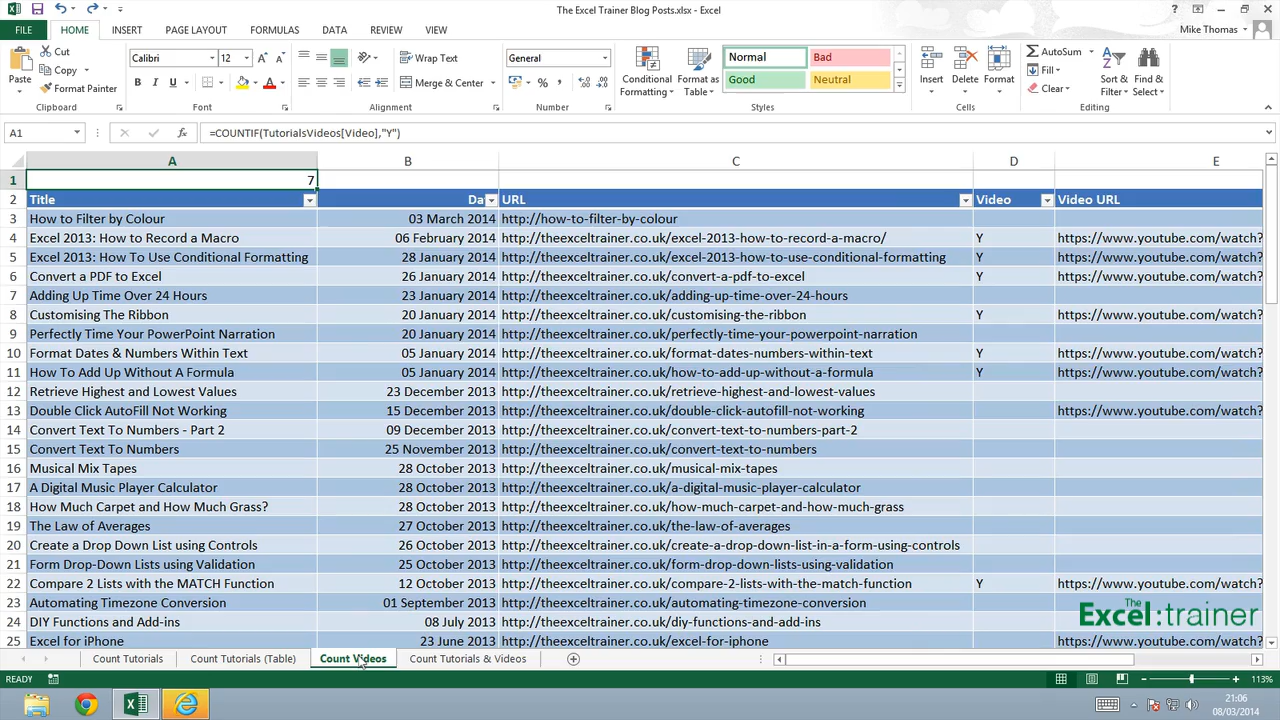 The Excel Trainer Blog Posts.xlsx - Excel
FILE HOME INSERT PAGE LAYOUT FORMULAS DATA REVIEW VIEW Mike Thomas
Paste Cut Copy Format Painter Clipboard
Calibri 12 B I U Font
Wrap Text Merge & Center Alignment
General % , Number
Conditional Formatting Format as Table Normal Bad Good Neutral Styles
Insert Delete Format Cells
AutoSum Fill Clear Sort & Filter Find & Select Editing
A1 fx =COUNTIF(TutorialsVideos[Video],"Y")
A B C D E
1 7
2 Title Da URL Video Video URL
3 How to Filter by Colour 03 March 2014 http://how-to-filter-by-colour
4 Excel 2013: How to Record a Macro 06 February 2014 http://theexceltrainer.co.uk/excel-2013-how-to-record-a-macro/ Y https://www.youtube.com/watch?
5 Excel 2013: How To Use Conditional Formatting 28 January 2014 http://theexceltrainer.co.uk/excel-2013-how-to-use-conditional-formatting Y https://www.youtube.com/watch?
6 Convert a PDF to Excel 26 January 2014 http://theexceltrainer.co.uk/convert-a-pdf-to-excel Y https://www.youtube.com/watch?
7 Adding Up Time Over 24 Hours 23 January 2014 http://theexceltrainer.co.uk/adding-up-time-over-24-hours
8 Customising The Ribbon 20 January 2014 http://theexceltrainer.co.uk/customising-the-ribbon Y https://www.youtube.com/watch?
9 Perfectly Time Your PowerPoint Narration 20 January 2014 http://theexceltrainer.co.uk/perfectly-time-your-powerpoint-narration
10 Format Dates & Numbers Within Text 05 January 2014 http://theexceltrainer.co.uk/format-dates-numbers-within-text Y https://www.youtube.com/watch?
11 How To Add Up Without A Formula 05 January 2014 http://theexceltrainer.co.uk/how-to-add-up-without-a-formula Y https://www.youtube.com/watch?
12 Retrieve Highest and Lowest Values 23 December 2013 http://theexceltrainer.co.uk/retrieve-highest-and-lowest-values
13 Double Click AutoFill Not Working 15 December 2013 http://theexceltrainer.co.uk/double-click-autofill-not-working https://www.youtube.com/watch?
14 Convert Text To Numbers - Part 2 09 December 2013 http://theexceltrainer.co.uk/convert-text-to-numbers-part-2
15 Convert Text To Numbers 25 November 2013 http://theexceltrainer.co.uk/convert-text-to-numbers
16 Musical Mix Tapes 28 October 2013 http://theexceltrainer.co.uk/musical-mix-tapes
17 A Digital Music Player Calculator 28 October 2013 http://theexceltrainer.co.uk/a-digital-music-player-calculator
18 How Much Carpet and How Much Grass? 28 October 2013 http://theexceltrainer.co.uk/how-much-carpet-and-how-much-grass
19 The Law of Averages 27 October 2013 http://theexceltrainer.co.uk/the-law-of-averages
20 Create a Drop Down List using Controls 26 October 2013 http://theexceltrainer.co.uk/create-a-drop-down-list-in-a-form-using-controls
21 Form Drop-Down Lists using Validation 25 October 2013 http://theexceltrainer.co.uk/form-drop-down-lists-using-validation
22 Compare 2 Lists with the MATCH Function 12 October 2013 http://theexceltrainer.co.uk/compare-2-lists-with-the-match-function Y https://www.youtube.com/watch?
23 Automating Timezone Conversion 01 September 2013 http://theexceltrainer.co.uk/automating-timezone-conversion
24 DIY Functions and Add-ins 08 July 2013 http://theexceltrainer.co.uk/diy-functions-and-add-ins
25 Excel for iPhone 23 June 2013 http://theexceltrainer.co.uk/excel-for-iphone https://www.youtube.com/watch?
The Excel:trainer
Count Tutorials Count Tutorials (Table) Count Videos Count Tutorials & Videos
READY 113%
21:06
08/03/2014